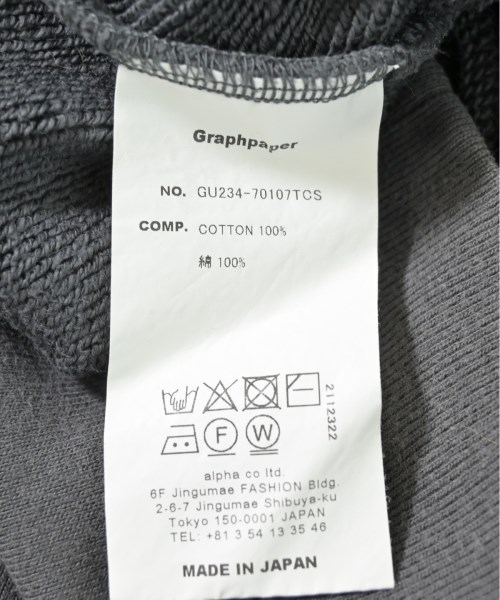 Graphpaper
NO. GU234-70107TCS
COMP. COTTON 100%
綿 100%
2112322
F W
alpha co ltd.
6F Jingumae FASHION Bldg.
2-6-7 Jingumae Shibuya-ku
Tokyo 150-0001 JAPAN
TEL: +81 3 54 13 35 46
MADE IN JAPAN